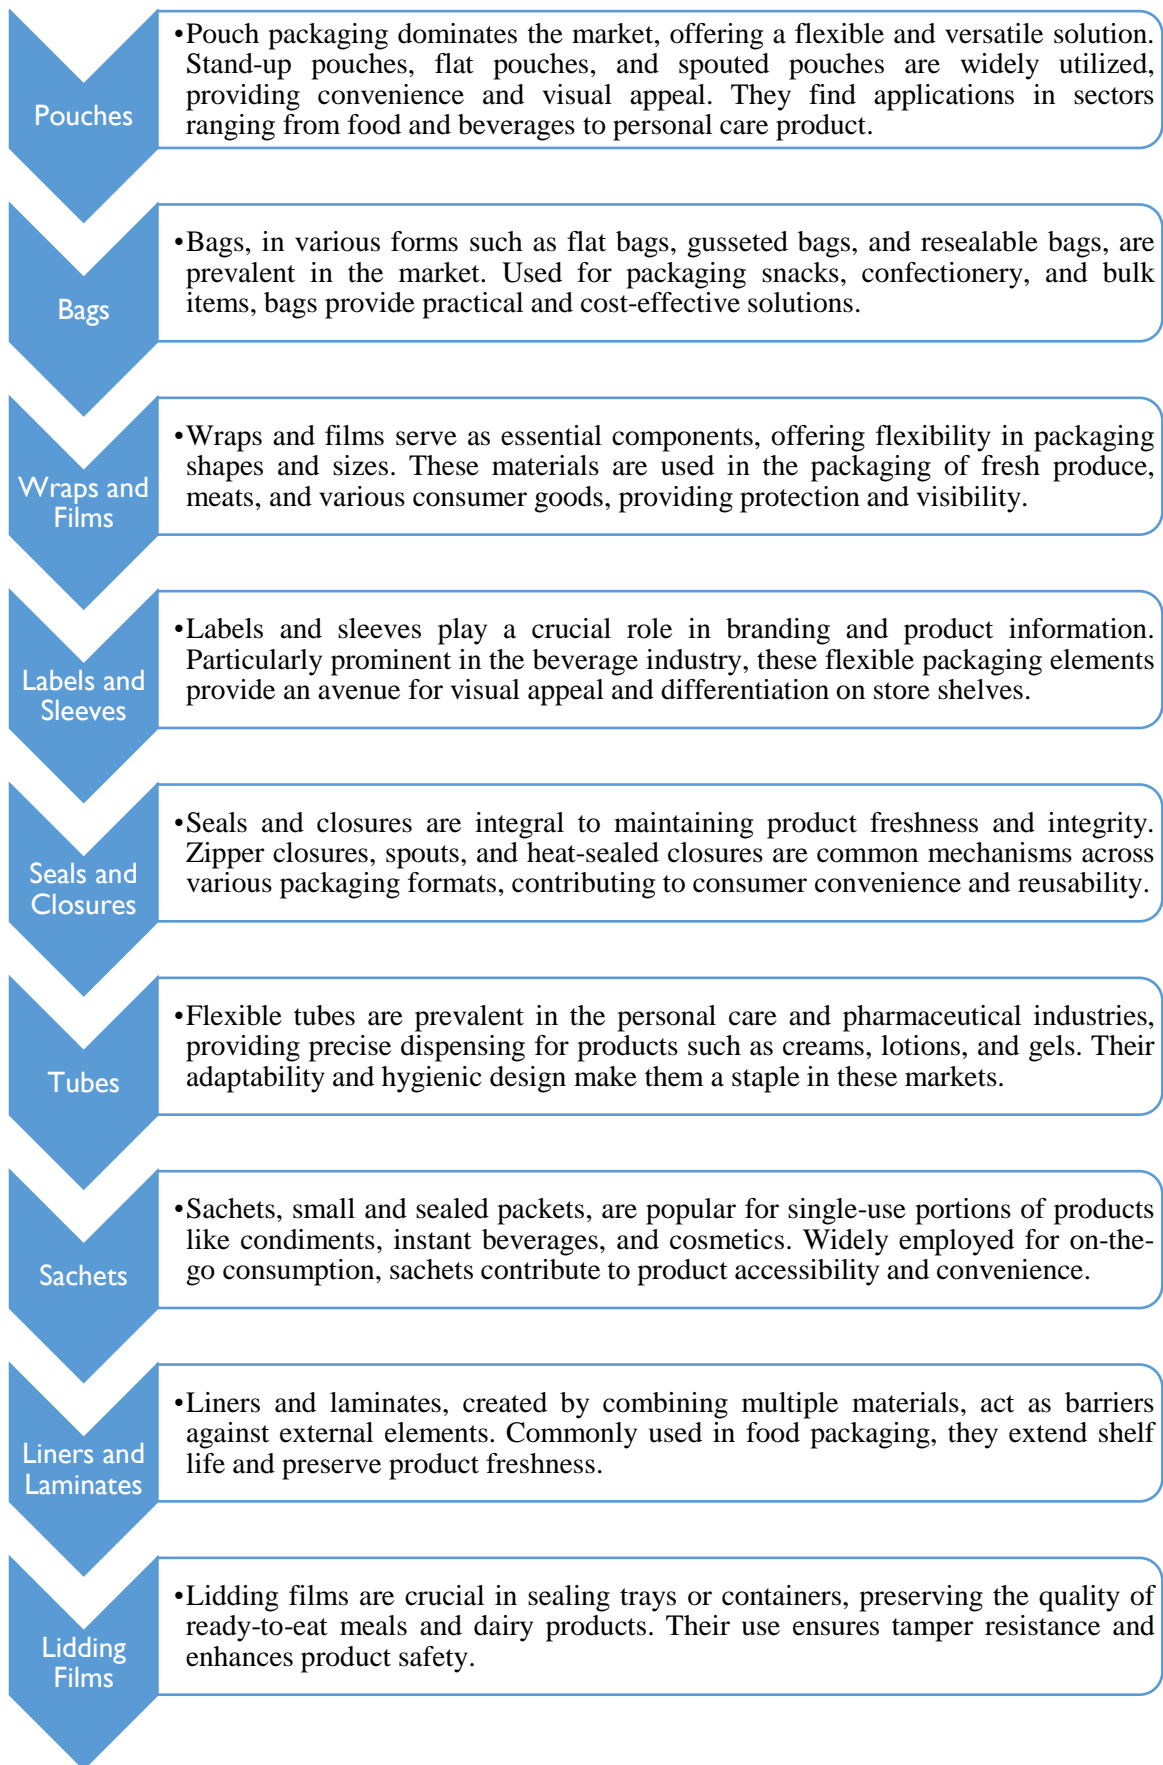 Pouches
•Pouch packaging dominates the market, offering a flexible and versatile solution.
Stand-up pouches, flat pouches, and spouted pouches are widely utilized,
providing convenience and visual appeal. They find applications in sectors
ranging from food and beverages to personal care product.
Bags
•Bags, in various forms such as flat bags, gusseted bags, and resealable bags, are
prevalent in the market. Used for packaging snacks, confectionery, and bulk
items, bags provide practical and cost-effective solutions.
Wraps and
Films
•Wraps and films serve as essential components, offering flexibility in packaging
shapes and sizes. These materials are used in the packaging of fresh produce,
meats, and various consumer goods, providing protection and visibility.
Labels and
Sleeves
•Labels and sleeves play a crucial role in branding and product information.
Particularly prominent in the beverage industry, these flexible packaging elements
provide an avenue for visual appeal and differentiation on store shelves.
Seals and
Closures
•Seals and closures are integral to maintaining product freshness and integrity.
Zipper closures, spouts, and heat-sealed closures are common mechanisms across
various packaging formats, contributing to consumer convenience and reusability.
Tubes
•Flexible tubes are prevalent in the personal care and pharmaceutical industries,
providing precise dispensing for products such as creams, lotions, and gels. Their
adaptability and hygienic design make them a staple in these markets.
Sachets
•Sachets, small and sealed packets, are popular for single-use portions of products
like condiments, instant beverages, and cosmetics. Widely employed for on-the-
go consumption, sachets contribute to product accessibility and convenience.
Liners and
Laminates
•Liners and laminates, created by combining multiple materials, act as barriers
against external elements. Commonly used in food packaging, they extend shelf
life and preserve product freshness.
Lidding
Films
•Lidding films are crucial in sealing trays or containers, preserving the quality of
ready-to-eat meals and dairy products. Their use ensures tamper resistance and
enhances product safety.